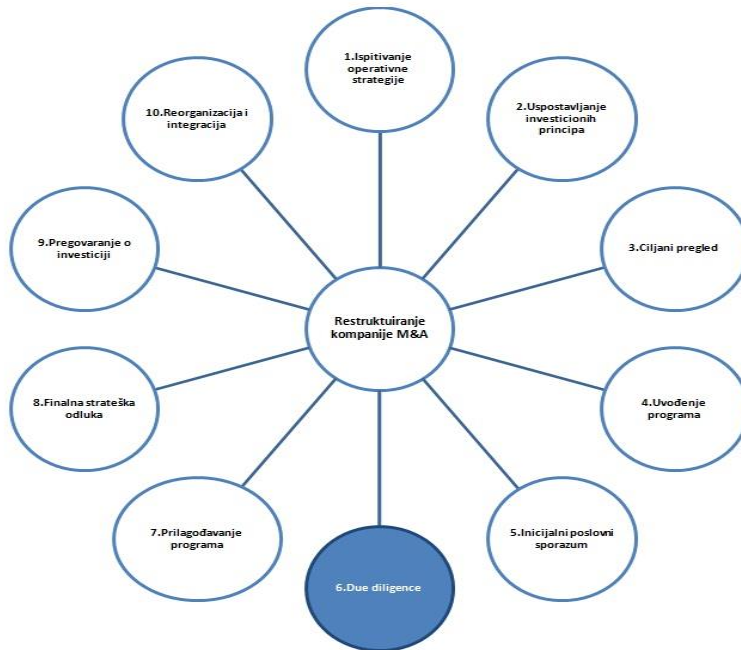 1.Ispitivanje
operativne
strategije
2.Uspostavljanje
investicionih
principa
3.Ciljani pregled
4.Uvođenje
programa
5.Inicijalni poslovni
sporazum
6.Due diligence
7.Prilagođavanje
programa
8.Finalna strateška
odluka
9.Pregovaranje o
investiciji
10.Reorganizacija i
integracija
Restruktuiranje
kompanije M&A